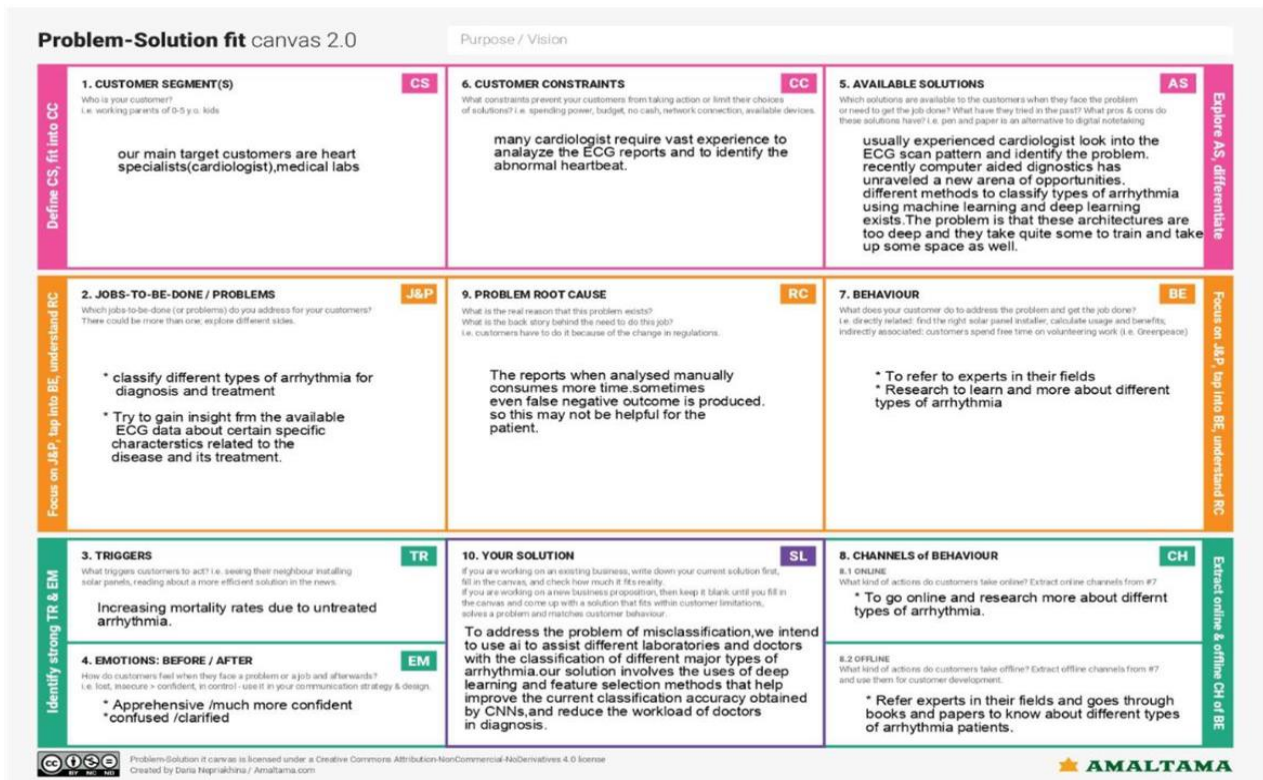 Problem-Solution fit canvas 2.0
Purpose / Vision
Define CS, fit into CC
1. CUSTOMER SEGMENT(S)
CS
Who is your customer?
i.e. working parents of 0-5 y.o. kids
our main target customers are heart
specialists(cardiologist),medical labs
6. CUSTOMER CONSTRAINTS
CC
What constraints prevent your customers from taking action or limit their choices
of solutions? i.e. spending power, budget, no cash, network connection, available devices.
many cardiologist require vast experience to
analayze the ECG reports and to identify the
abnormal heartbeat.
5. AVAILABLE SOLUTIONS
AS
Which solutions are available to the customers when they face the problem
or need to get the job done? What have they tried in the past? What pros & cons do
these solutions have? i.e. pen and paper is an alternative to digital notetaking
usually experienced cardiologist look into the
ECG scan pattern and identify the problem.
recently computer aided dignostics has
unraveled a new arena of opportunities.
different methods to classify types of arrhythmia
using machine learning and deep learning
exists.The problem is that these architectures are
too deep and they take quite some to train and take
up some space as well.
Explore AS, differentiate
Focus on J&P, tap into BE, understand RC
2. JOBS-TO-BE-DONE / PROBLEMS
J&P
Which jobs-to-be-done (or problems) do you address for your customers?
There could be more than one; explore different sides.
* classify different types of arrhythmia for
diagnosis and treatment
* Try to gain insight frm the available
ECG data about certain specific
characterstics related to the
disease and its treatment.
9. PROBLEM ROOT CAUSE
RC
What is the real reason that this problem exists?
What is the back story behind the need to do this job?
i.e. customers have to do it because of the change in regulations.
The reports when analysed manually
consumes more time.sometimes
even false negative outcome is produced.
so this may not be helpful for the
patient.
7. BEHAVIOUR
BE
What does your customer do to address the problem and get the job done?
i.e. directly related: find the right solar panel installer, calculate usage and benefits;
indirectly associated: customers spend free time on volunteering work (i.e. Greenpeace)
* To refer to experts in their fields
* Research to learn and more about different
types of arrhythmia
Focus on J&P, tap into BE, understand RC
Identify strong TR & EM
3. TRIGGERS
TR
What triggers customers to act? i.e. seeing their neighbour installing
solar panels, reading about a more efficient solution in the news.
Increasing mortality rates due to untreated
arrhythmia.
4. EMOTIONS: BEFORE / AFTER
EM
How do customers feel when they face a problem or a job and afterwards?
i.e. lost, insecure > confident, in control - use it in your communication strategy & design.
* Apprehensive /much more confident
*confused /clarified
10. YOUR SOLUTION
SL
If you are working on an existing business, write down your current solution first,
fill in the canvas, and check how much it fits reality.
If you are working on a new business proposition, then keep it blank until you fill in
the canvas and come up with a solution that fits within customer limitations,
solves a problem and matches customer behaviour.
To address the problem of misclassification,we intend
to use ai to assist different laboratories and doctors
with the classification of different major types of
arrhythmia.our solution involves the uses of deep
learning and feature selection methods that help
improve the current classification accuracy obtained
by CNNs,and reduce the workload of doctors
in diagnosis.
8. CHANNELS of BEHAVIOUR
CH
8.1 ONLINE
What kind of actions do customers take online? Extract online channels from #7
* To go online and research more about differnt
types of arrhythmia.
8.2 OFFLINE
What kind of actions do customers take offline? Extract offline channels from #7
and use them for customer development.
* Refer experts in their fields and goes through
books and papers to know about different types
of arrhythmia patients.
Extract online & offline CH of BE
CC BY NC ND
Problem-Solution fit canvas is licensed under a Creative Commons Attribution-NonCommercial-NoDerivatives 4.0 license
Created by Daria Nepriakhina / Amaltama.com
AMALTAMA